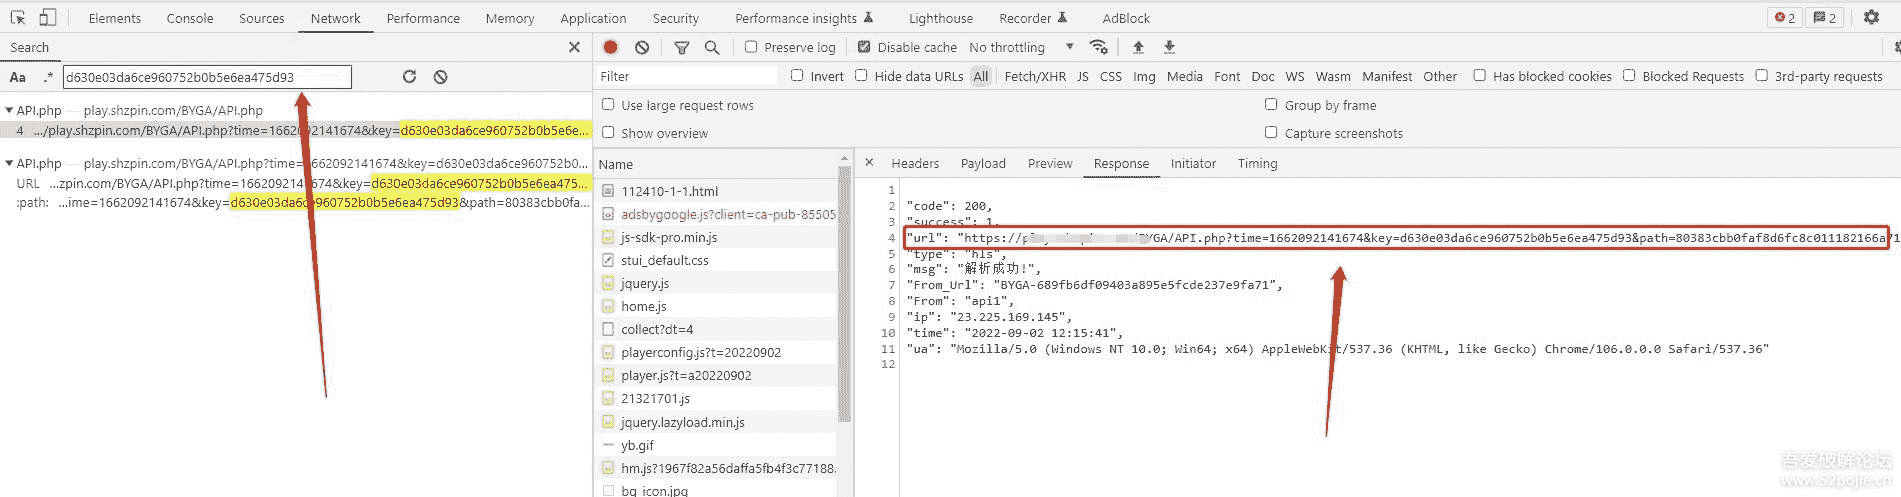 Elements Console Sources Network Performance Memory Application Security Performance insights Lighthouse Recorder AdBlock 2 2
Search
Preserve log Disable cache No throttling
Aa .* d630e03da6ce960752b0b5e6ea475d93
Filter Invert Hide data URLs All Fetch/XHR JS CSS Img Media Font Doc WS Wasm Manifest Other Has blocked cookies Blocked Requests 3rd-party requests
Use large request rows Group by frame
Show overview Capture screenshots
API.php — play.shzpin.com/BYGA/API.php
4 .../play.shzpin.com/BYGA/API.php?time=1662092141674&key=d630e03da6ce960752b0b5e6e...
API.php — play.shzpin.com/BYGA/API.php?time=1662092141674&key=d630e03da6ce960752b0...
URL ...zpin.com/BYGA/API.php?time=1662092141674&key=d630e03da6ce960752b0b5e6ea475...
:path: ...ime=1662092141674&key=d630e03da6ce960752b0b5e6ea475d93&path=80383cbb0fa...
Name
112410-1-1.html
adsbygoogle.js?client=ca-pub-85505
js-sdk-pro.min.js
stui_default.css
jquery.js
home.js
collect?dt=4
playerconfig.js?t=20220902
player.js?t=a20220902
21321701.js
jquery.lazyload.min.js
yb.gif
hm.js?1967f82a56daffa5fb4f3c77188.
bg_icon.jpg
Headers Payload Preview Response Initiator Timing
1
2 "code": 200,
3 "success": 1,
4 "url": "https://BYGA/API.php?time=1662092141674&key=d630e03da6ce960752b0b5e6ea475d93&path=80383cbb0faf8d6fc8c011182166a71
5 "type": "hls",
6 "msg": "解析成功!",
7 "From_Url": "BYGA-689fb6df09403a895e5fcde237e9fa71",
8 "From": "api1",
9 "ip": "23.225.169.145",
10 "time": "2022-09-02 12:15:41",
11 "ua": "Mozilla/5.0 (Windows NT 10.0; Win64; x64) AppleWebKit/537.36 (KHTML, like Gecko) Chrome/106.0.0.0 Safari/537.36"
12
吾爱破解论坛
www.52pojie.cn